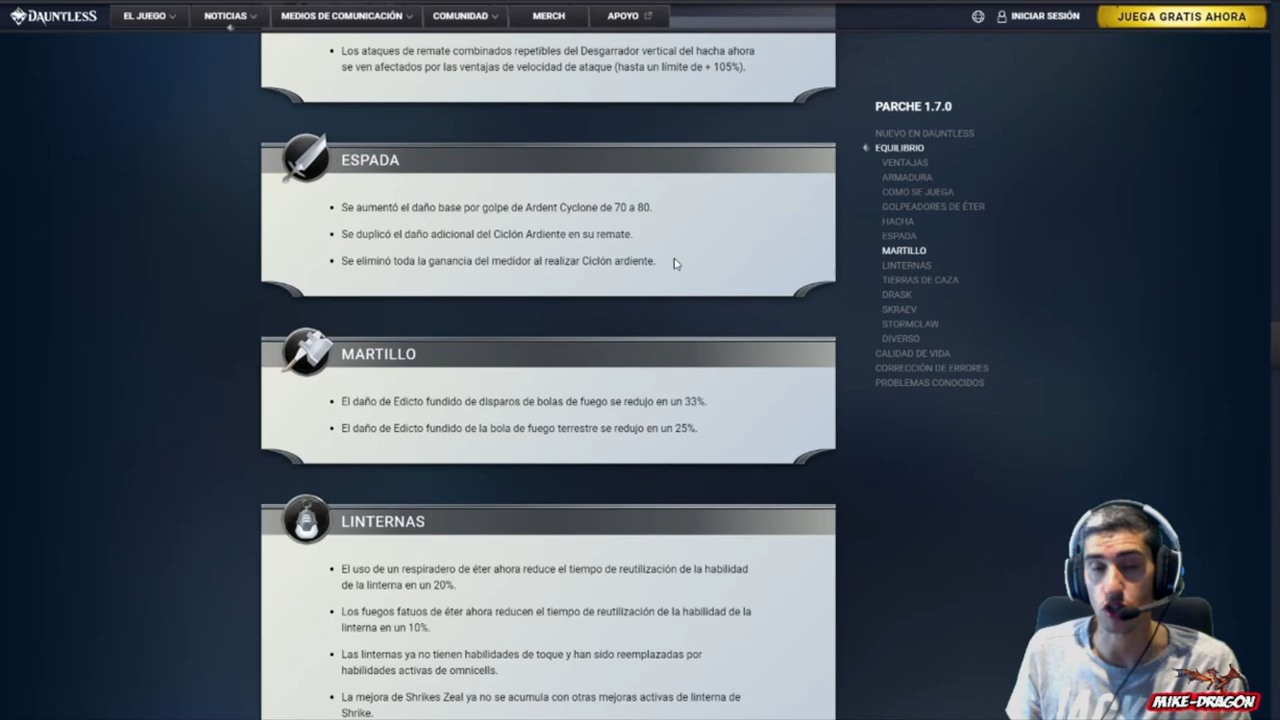 DAUNTLESS
EL JUEGO
NOTICIAS
MEDIOS DE COMUNICACIÓN
COMUNIDAD
MERCH
APOYO
INICIAR SESIÓN
JUEGA GRATIS AHORA
• Los ataques de remate combinados repetibles del Desgarrador vertical del hacha ahora
se ven afectados por las ventajas de velocidad de ataque (hasta un límite de + 105%).
ESPADA
• Se aumentó el daño base por golpe de Ardent Cyclone de 70 a 80.
• Se duplicó el daño adicional del Ciclón Ardiente en su remate.
• Se eliminó toda la ganancia del medidor al realizar Ciclón ardiente.
MARTILLO
• El daño de Edicto fundido de disparos de bolas de fuego se redujo en un 33%.
• El daño de Edicto fundido de la bola de fuego terrestre se redujo en un 25%.
LINTERNAS
• El uso de un respiradero de éter ahora reduce el tiempo de reutilización de la habilidad
de la linterna en un 20%.
• Los fuegos fatuos de éter ahora reducen el tiempo de reutilización de la habilidad de la
linterna en un 10%.
• Las linternas ya no tienen habilidades de toque y han sido reemplazadas por
habilidades activas de omnicells.
• La mejora de Shrikes Zeal ya no se acumula con otras mejoras activas de linterna de
Shrike.
PARCHE 1.7.0
NUEVO EN DAUNTLESS
EQUILIBRIO
VENTAJAS
ARMADURA
COMO SE JUEGA
GOLPEADORES DE ÉTER
HACHA
ESPADA
MARTILLO
LINTERNAS
TIERRAS DE CAZA
DRASK
SKRAEV
STORMCLAW
DIVERSO
CALIDAD DE VIDA
CORRECCIÓN DE ERRORES
PROBLEMAS CONOCIDOS
MIKE-DRAGON